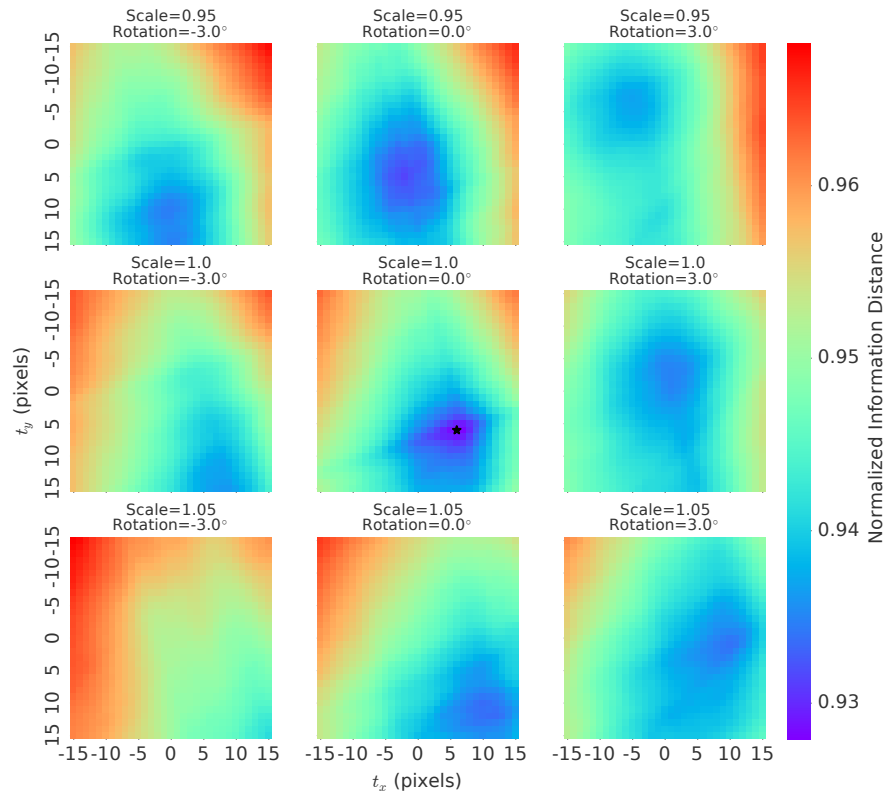 Scale=0.95
Rotation=-3.0°
Scale=0.95
Rotation=0.0°
Scale=0.95
Rotation=3.0°
-10-15
-5
0
5
10
15
Scale=1.0
Rotation=-3.0°
Scale=1.0
Rotation=0.0°
Scale=1.0
Rotation=3.0°
t_y (pixels)
-10-15
-5
0
5
10
15
Scale=1.05
Rotation=-3.0°
Scale=1.05
Rotation=0.0°
Scale=1.05
Rotation=3.0°
-10-15
-5
0
5
10
15
-15-10 -5 0 5 10 15
-15-10 -5 0 5 10 15
-15-10 -5 0 5 10 15
t_x (pixels)
0.96
0.95
0.94
0.93
Normalized Information Distance